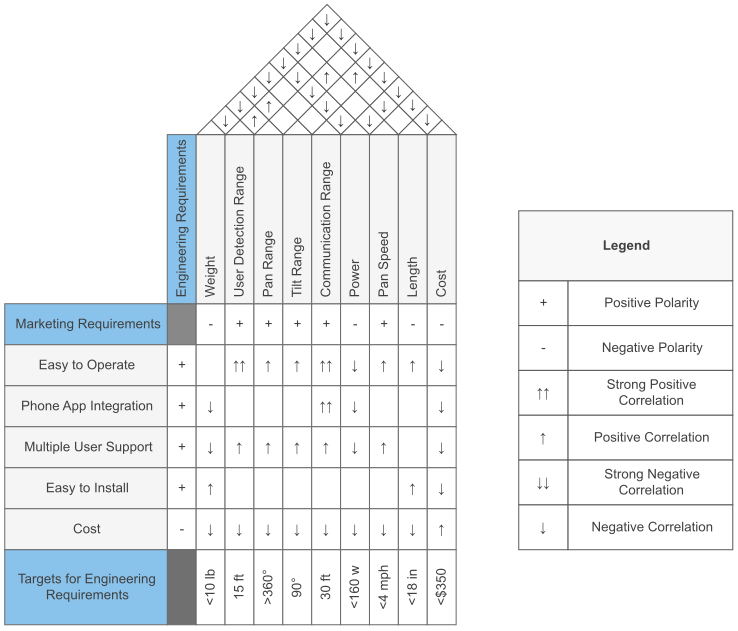 ↓
↓ ↓
↓ ↓
↓ ↓ ↓
↓ ↓ ↑ ↑ ↓
↓ ↓ ↓
↓ ↑ ↓ ↓ ↓
↓ ↑ ↓ ↓ ↓
Engineering Requirements
Weight
User Detection Range
Pan Range
Tilt Range
Communication Range
Power
Pan Speed
Length
Cost
Marketing Requirements - + + + + - + - -
Easy to Operate + ↑↑ ↑ ↑ ↑↑ ↓ ↑ ↑ ↓
Phone App Integration + ↓ ↑↑ ↓ ↓
Multiple User Support + ↓ ↑ ↑ ↑ ↑ ↓ ↑ ↓
Easy to Install + ↑ ↑ ↓
Cost - ↓ ↓ ↓ ↓ ↓ ↓ ↓ ↓ ↑
Targets for Engineering
Requirements
<10 lb
15 ft
>360°
90°
30 ft
<160 w
<4 mph
<18 in
<$350
Legend
+ Positive Polarity
- Negative Polarity
↑↑ Strong Positive
Correlation
↑ Positive Correlation
↓↓ Strong Negative
Correlation
↓ Negative Correlation